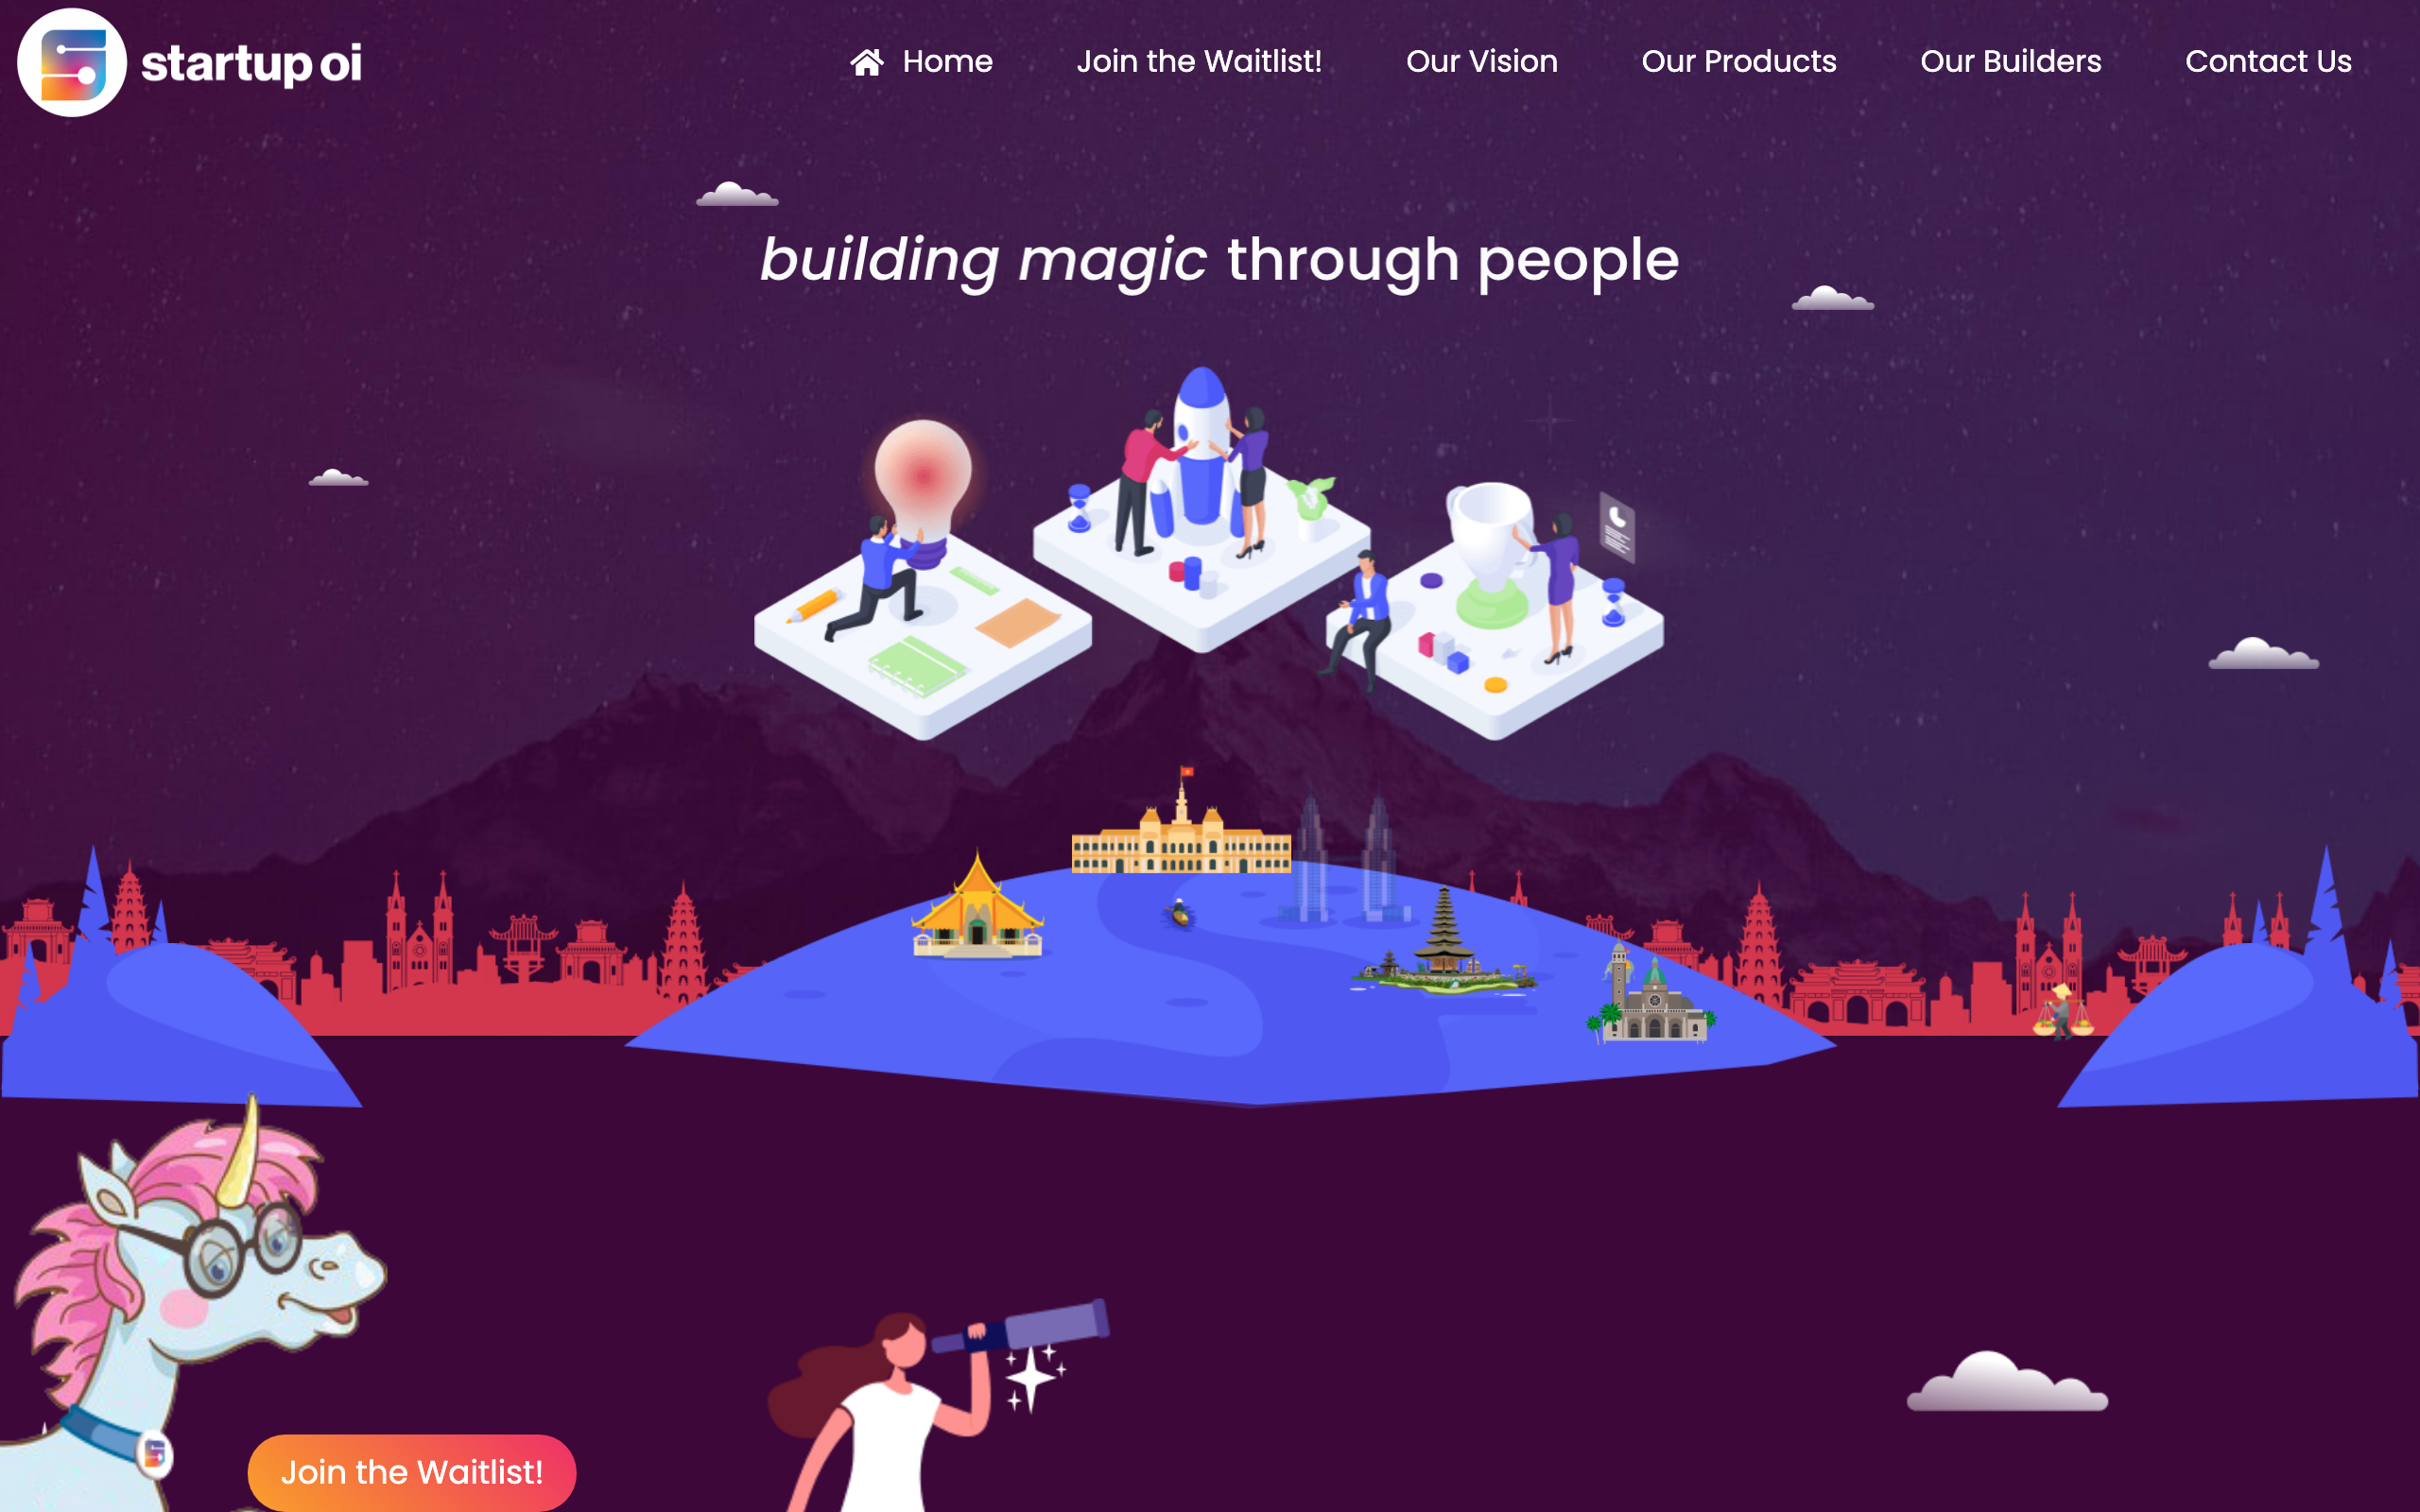 startup oi
Home
Join the Waitlist!
Our Vision
Our Products
Our Builders
Contact Us
building magic through people
Join the Waitlist!